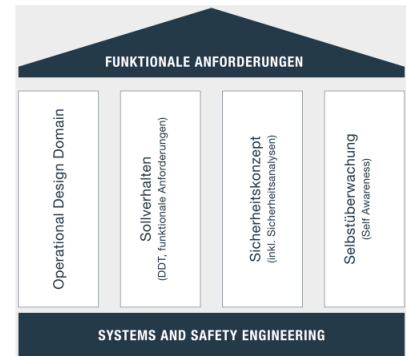 FUNKTIONALE ANFORDERUNGEN
Operational Design Domain
Sollverhalten
(DDT, funktionale Anforderungen)
Sicherheitskonzept
(inkl. Sicherheitsanalysen)
Selbstüberwachung
(Self Awareness)
SYSTEMS AND SAFETY ENGINEERING